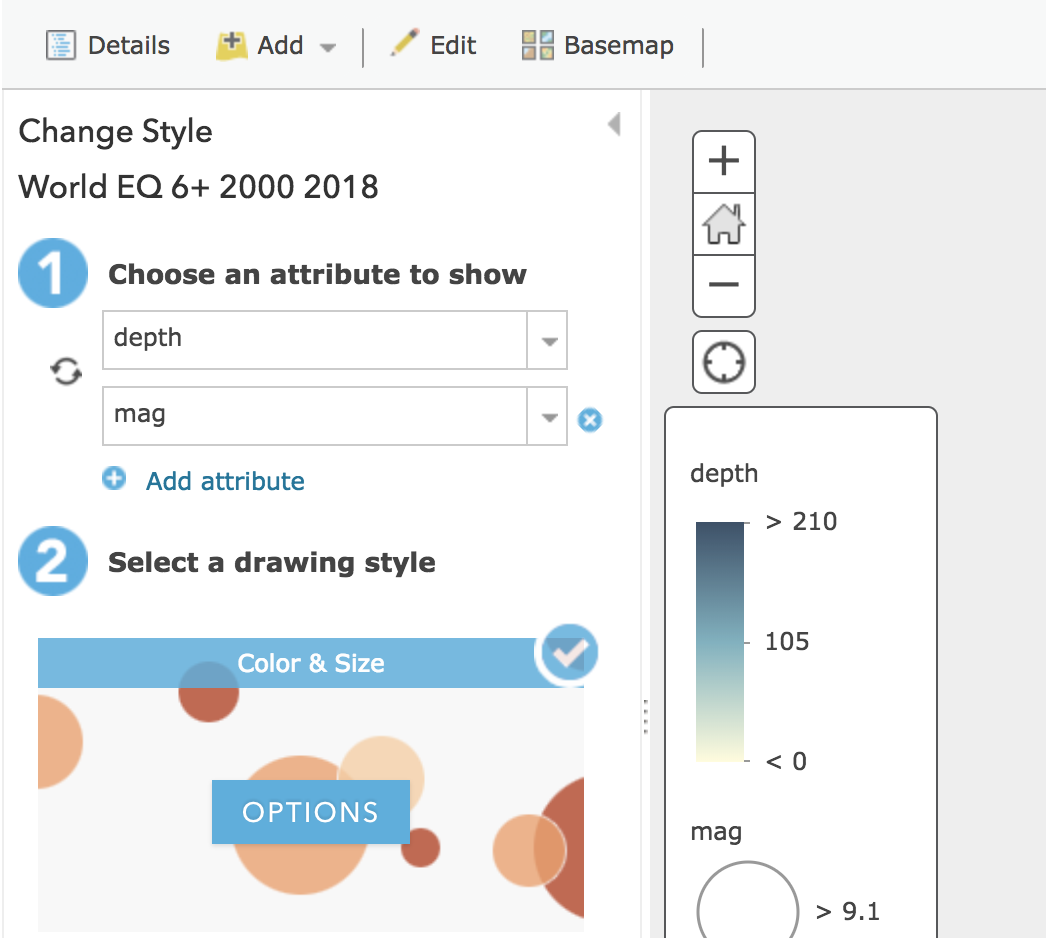 Details Add Edit Basemap
Change Style
World EQ 6+ 2000 2018
1 Choose an attribute to show
depth
mag
Add attribute
2 Select a drawing style
Color & Size
OPTIONS
depth
> 210
105
< 0
mag
> 9.1